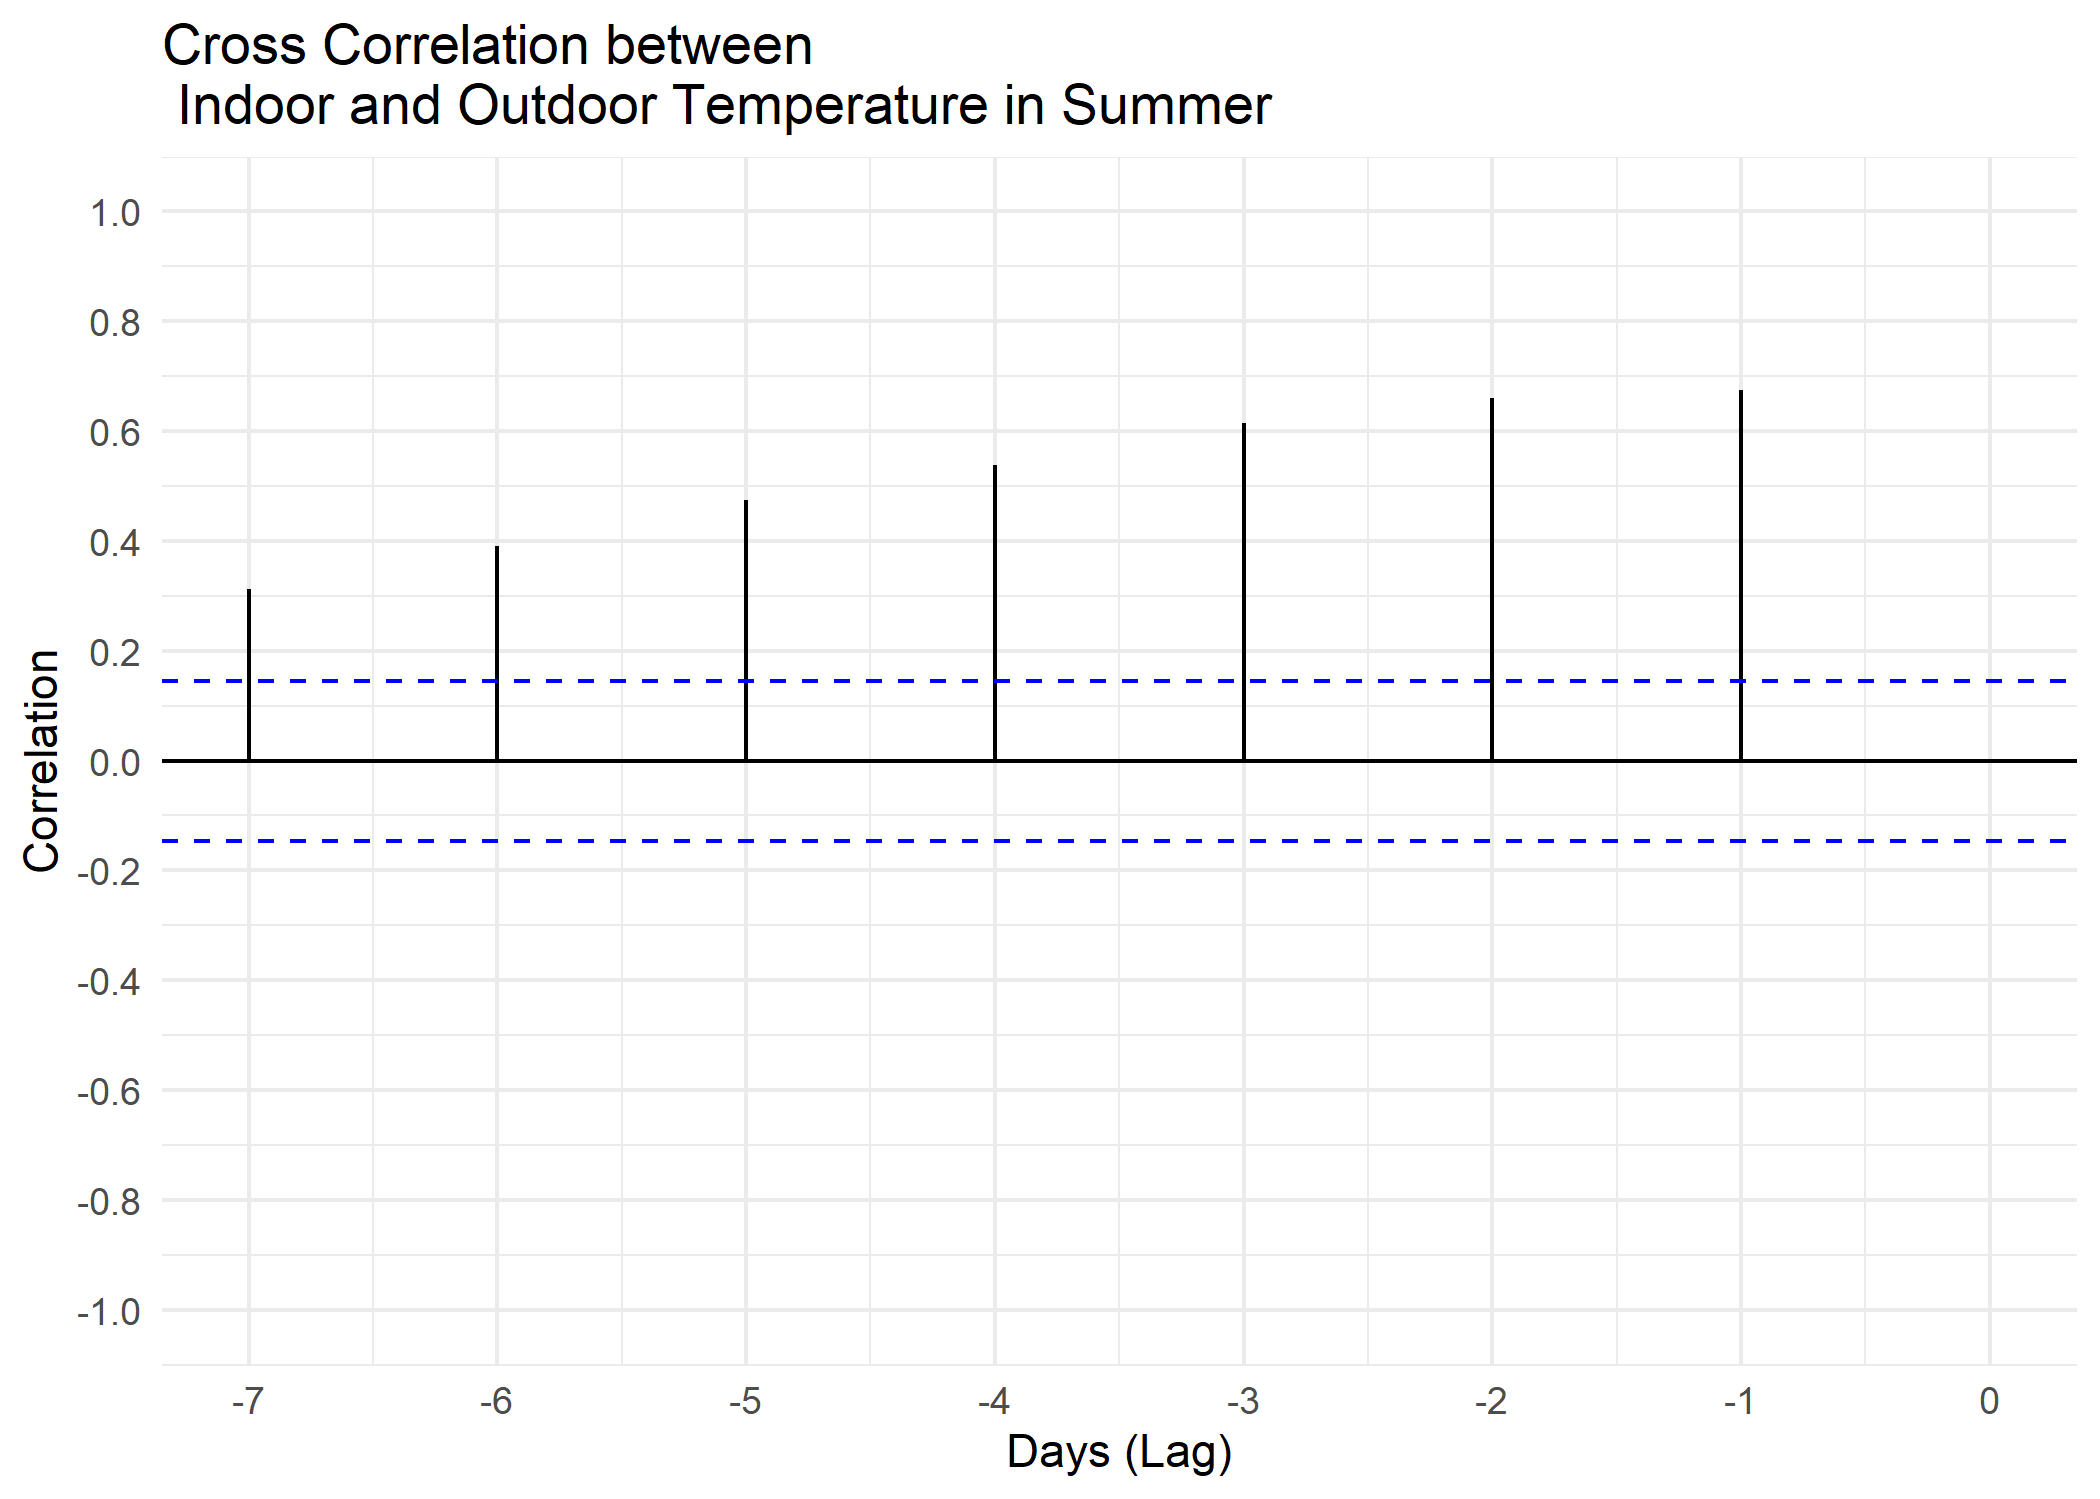 Cross Correlation between
Indoor and Outdoor Temperature in Summer
1.0
0.8
0.6
0.4
0.2
0.0
-0.2
-0.4
-0.6
-0.8
-1.0
Correlation
-7 -6 -5 -4 -3 -2 -1 0
Days (Lag)